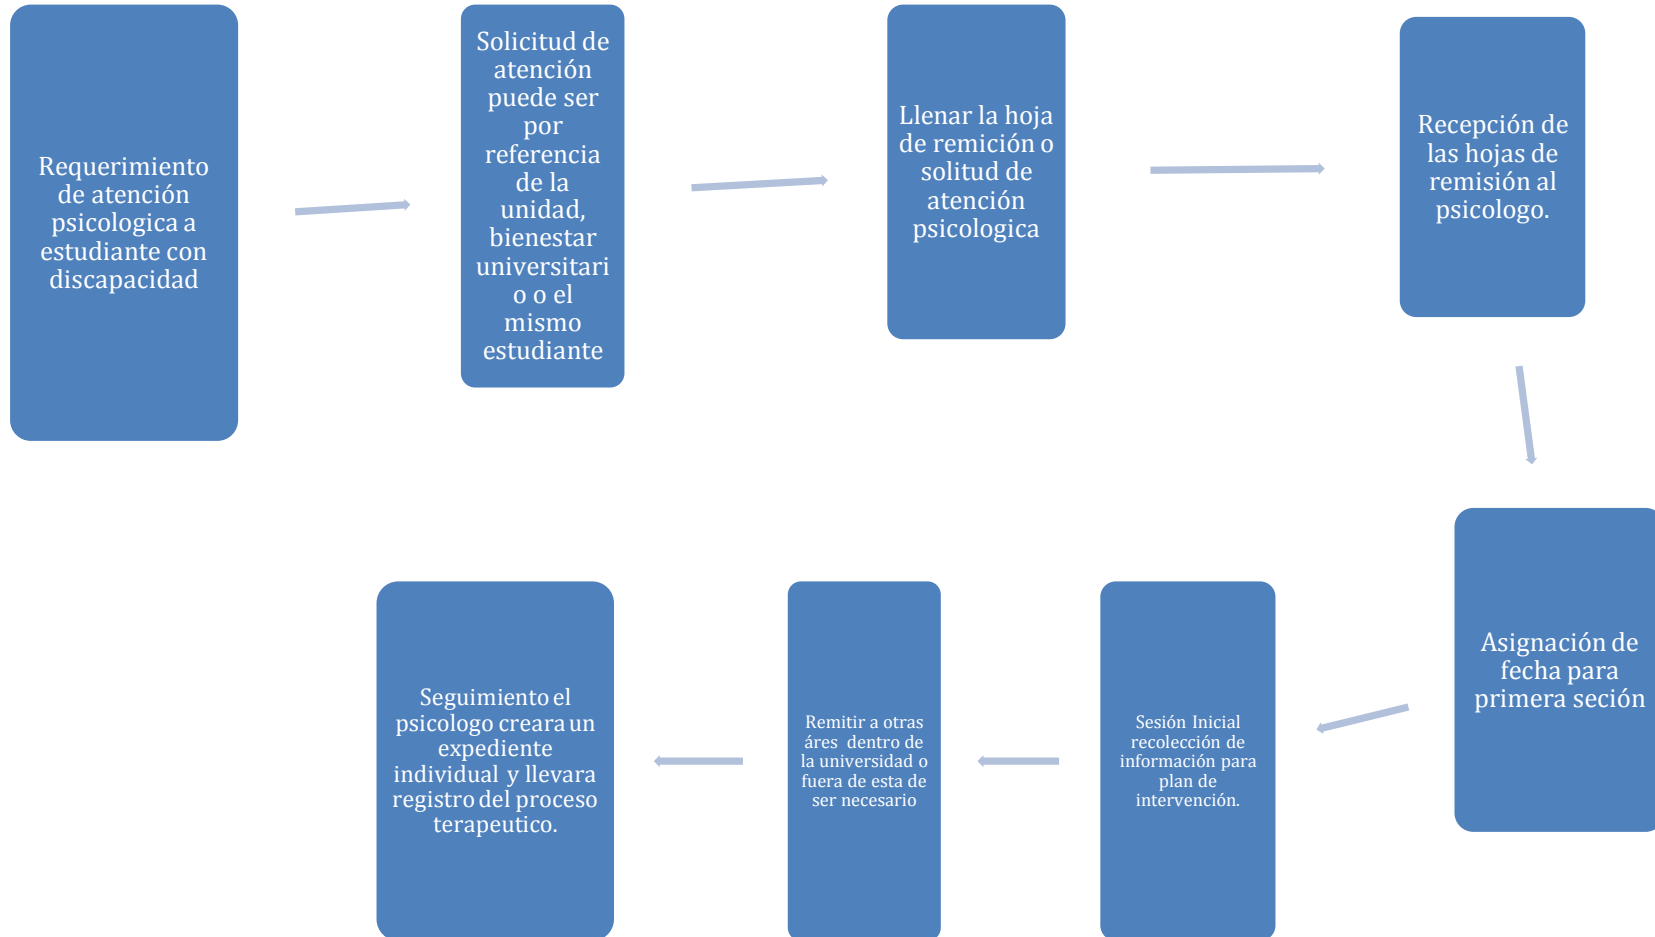 Requerimiento
de atención
psicologica a
estudiante con
discapacidad
Solicitud de
atención
puede ser
por
referencia
de la
unidad,
bienestar
universitari
o o el
mismo
estudiante
Llenar la hoja
de remición o
solitud de
atención
psicologica
Recepción de
las hojas de
remisión al
psicologo.
Asignación de
fecha para
primera seción
Sesión Inicial
recolección de
información para
plan de
intervención.
Remitir a otras
áres dentro de
la universidad o
fuera de esta de
ser necesario
Seguimiento el
psicologo creara un
expediente
individual y llevara
registro del proceso
terapeutico.